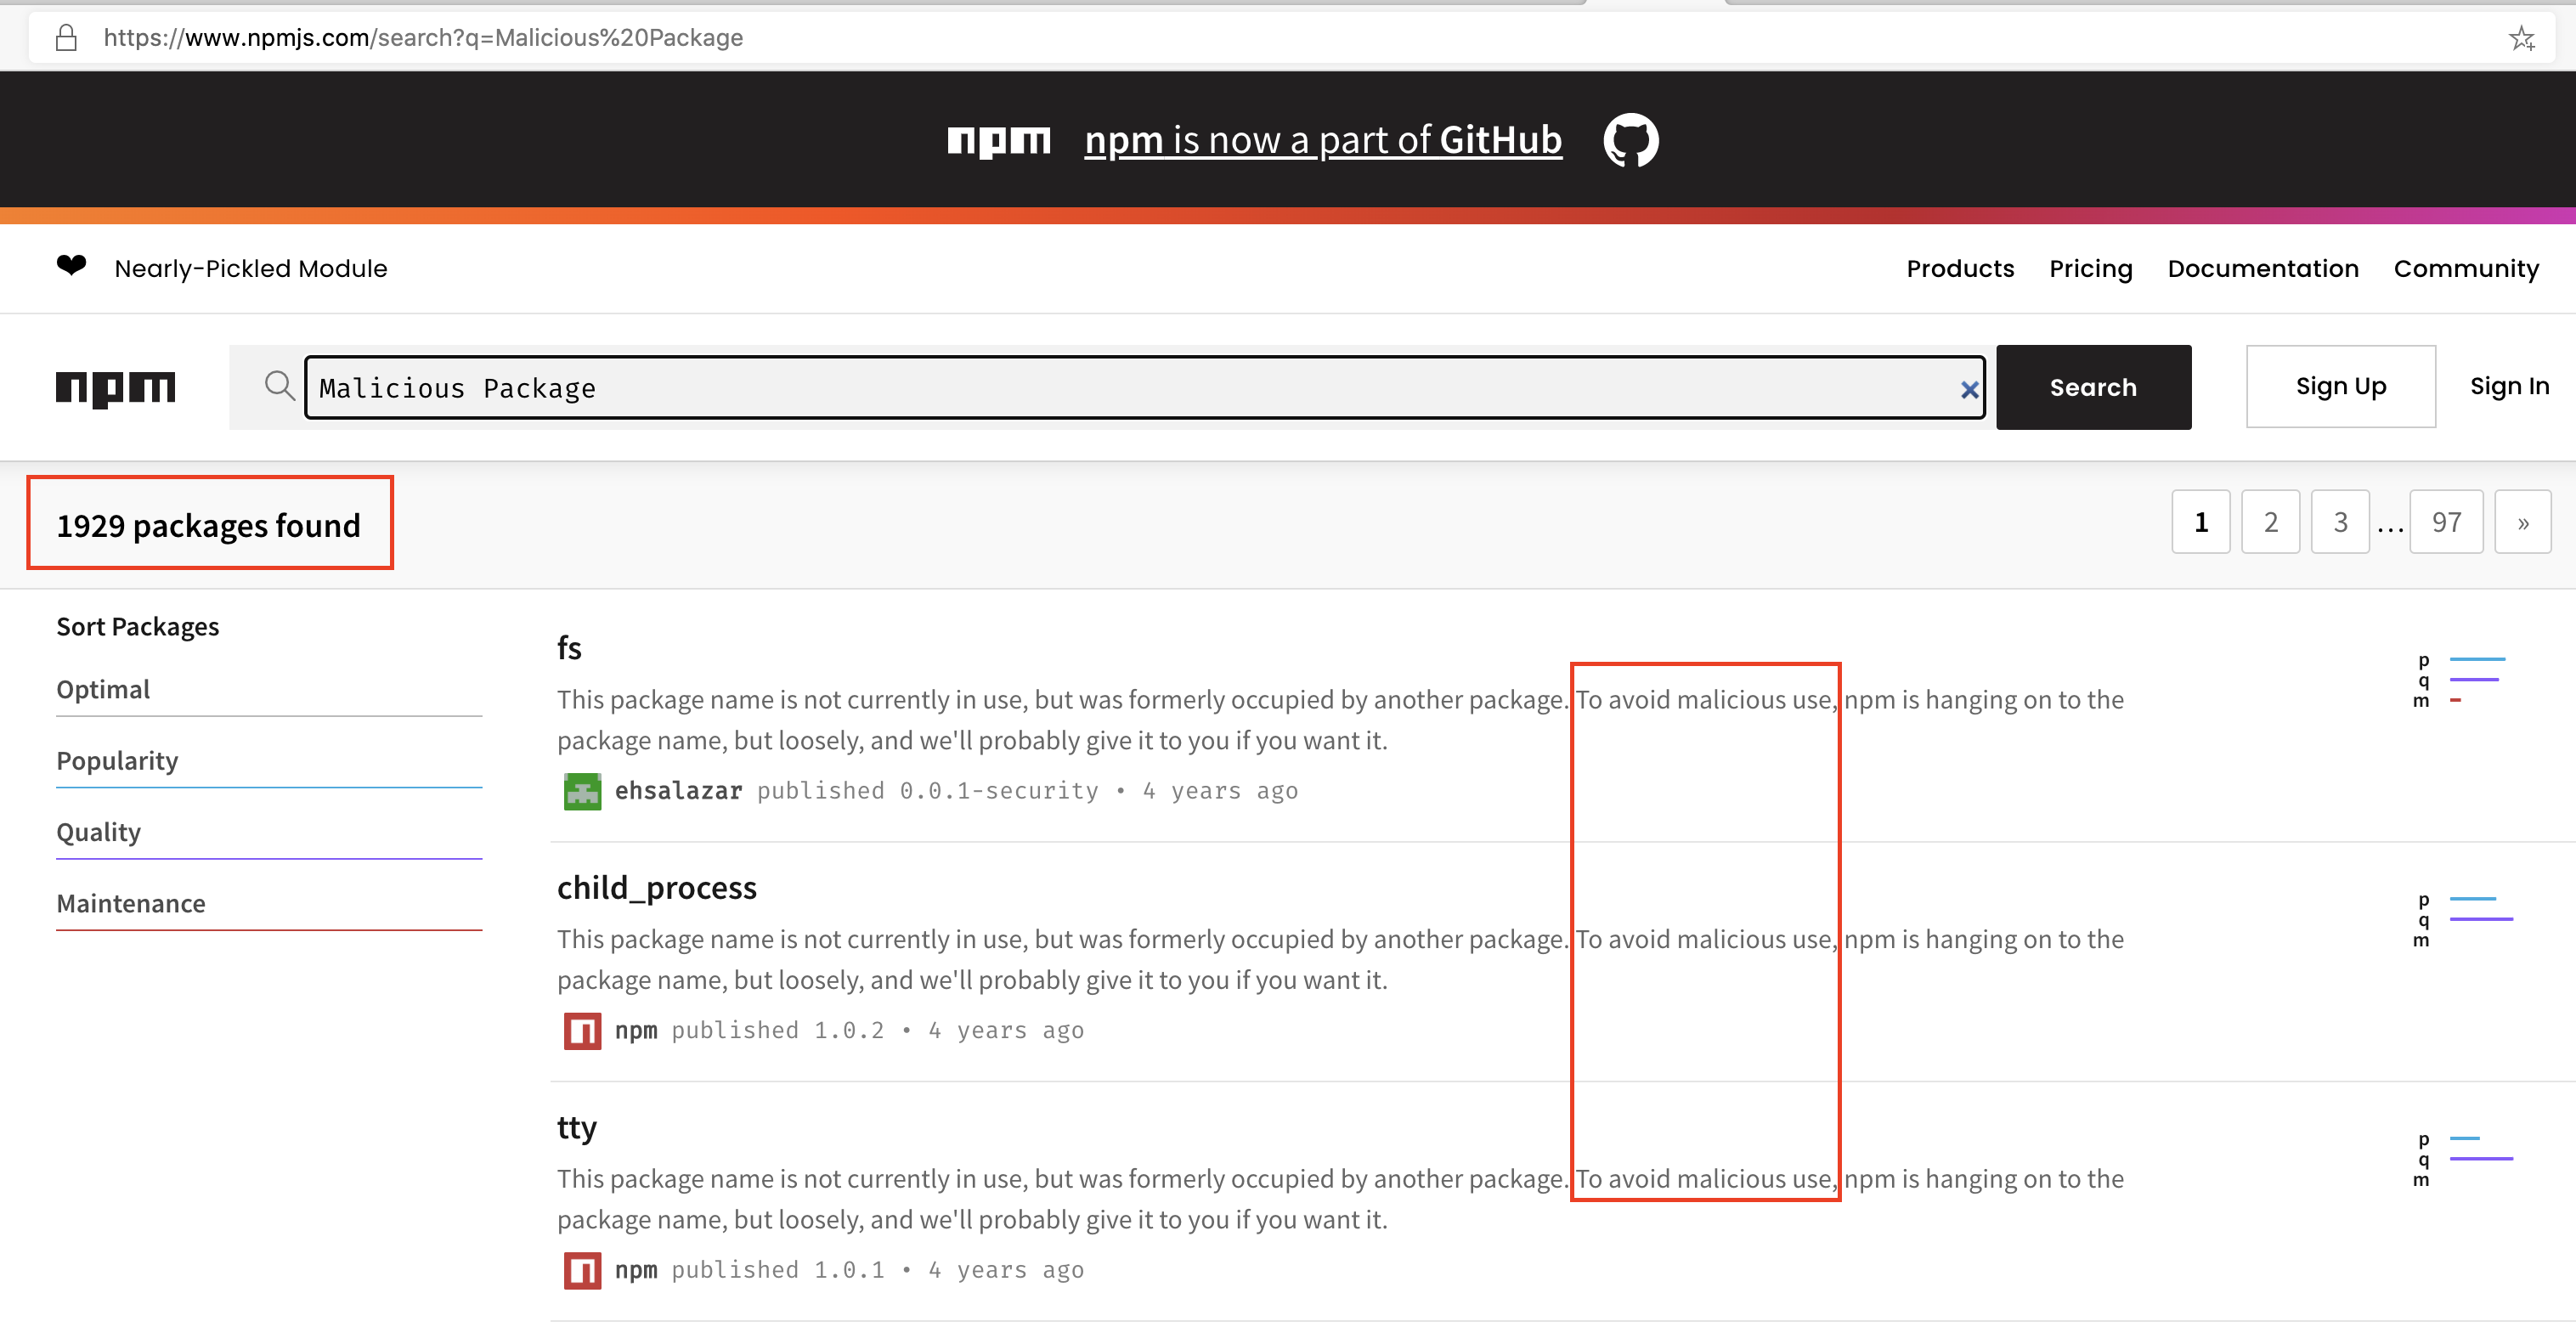 https://www.npmjs.com/search?q=Malicious%20Package
npm npm is now a part of GitHub
❤ Nearly-Pickled Module Products Pricing Documentation Community
npm Malicious Package × Search Sign Up Sign In
1929 packages found 1 2 3 ... 97 »
Sort Packages
Optimal
Popularity
Quality
Maintenance
fs
This package name is not currently in use, but was formerly occupied by another package. To avoid malicious use, npm is hanging on to the
package name, but loosely, and we'll probably give it to you if you want it.
ehsalazar published 0.0.1-security • 4 years ago
p
q
m
child_process
This package name is not currently in use, but was formerly occupied by another package. To avoid malicious use, npm is hanging on to the
package name, but loosely, and we'll probably give it to you if you want it.
npm published 1.0.2 • 4 years ago
p
q
m
tty
This package name is not currently in use, but was formerly occupied by another package. To avoid malicious use, npm is hanging on to the
package name, but loosely, and we'll probably give it to you if you want it.
npm published 1.0.1 • 4 years ago
p
q
m